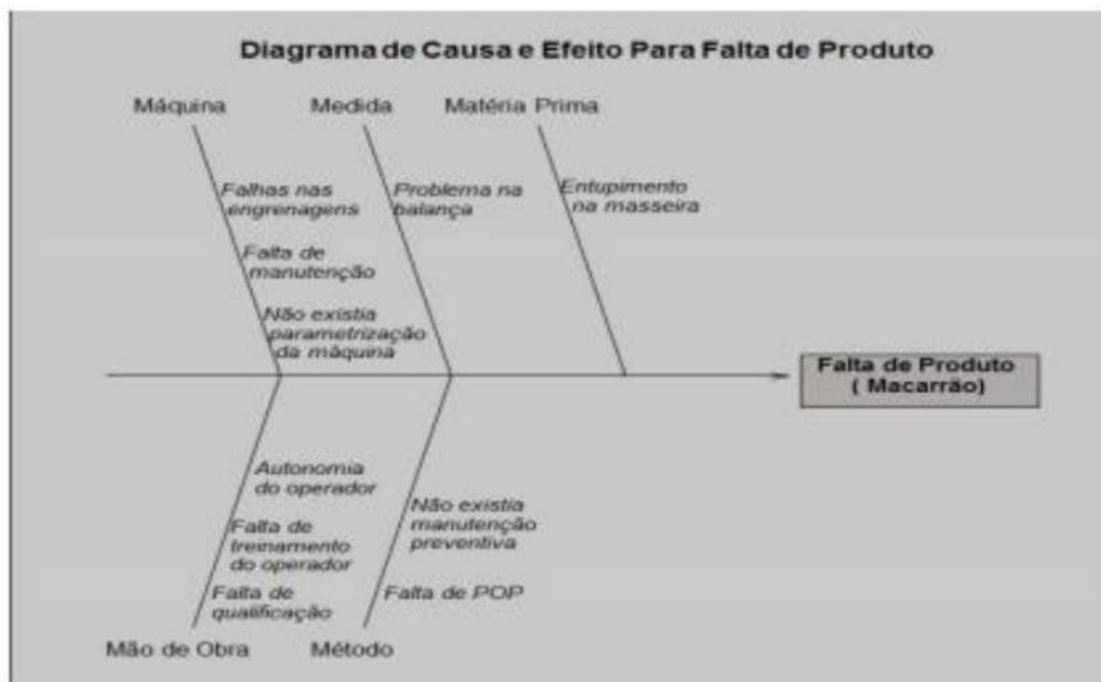 Diagrama de Causa e Efeito Para Falta de Produto
Máquina
Medida
Matéria Prima
Falhas nas
engrenagens
Falta de
manutenção
Não existia
parametrização
da máquina
Problema na
balança
Entupimento
na masseira
Falta de Produto
( Macarrão)
Autonomia
do operador
Falta de
treinamento
do operador
Falta de
qualificação
Não existia
manutenção
preventiva
Falta de POP
Mão de Obra
Método